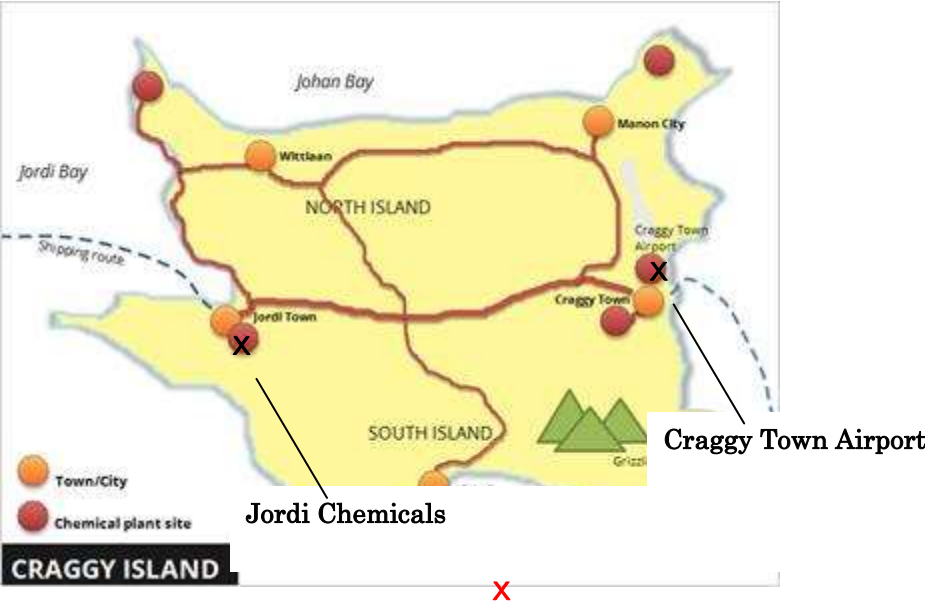 Johan Bay
Manon City
Wittlaan
Jordi Bay
NORTH ISLAND
Craggy Town
Airport
Shipping route
Craggy Town
Jordi Town
SOUTH ISLAND
Craggy Town Airport
Town/City
Jordi Chemicals
Chemical plant site
CRAGGY ISLAND
X
X
X